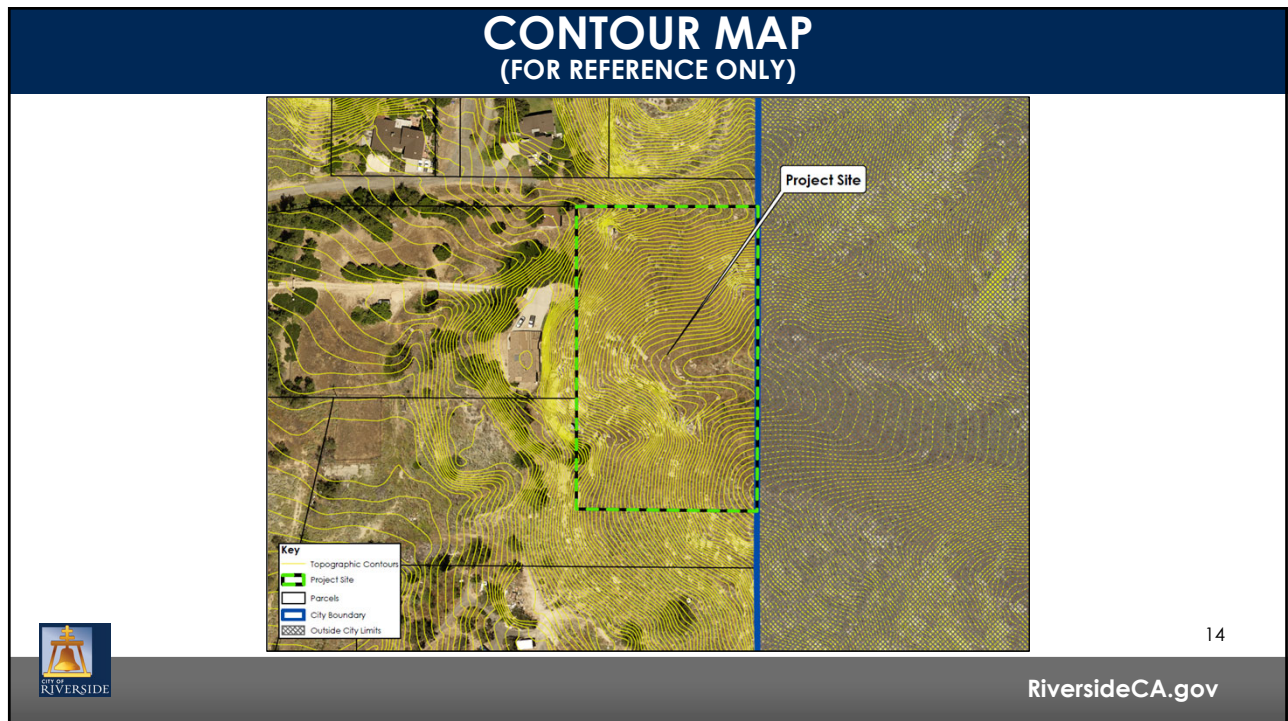 CONTOUR MAP
(FOR REFERENCE ONLY)
Project Site
Key
Topographic Contours
Project Site
Parcels
City Boundary
Outside City Limits
14
CITY OF
RIVERSIDE
RiversideCA.gov